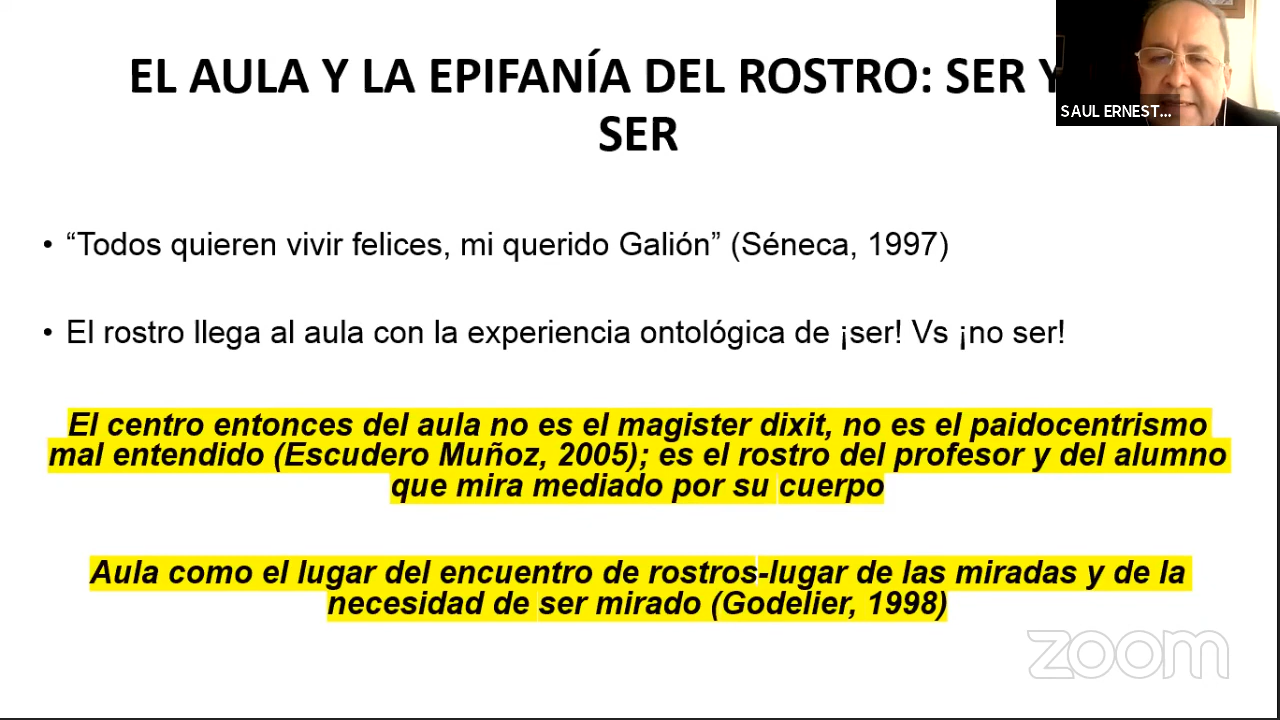 EL AULA Y LA EPIFANÍA DEL ROSTRO: SER Y
SER
SAUL ERNEST...
• “Todos quieren vivir felices, mi querido Galión” (Séneca, 1997)
• El rostro llega al aula con la experiencia ontológica de ¡ser! Vs ¡no ser!
El centro entonces del aula no es el magister dixit, no es el paidocentrismo
mal entendido (Escudero Muñoz, 2005); es el rostro del profesor y del alumno
que mira mediado por su cuerpo
Aula como el lugar del encuentro de rostros-lugar de las miradas y de la
necesidad de ser mirado (Godelier, 1998)
zoom